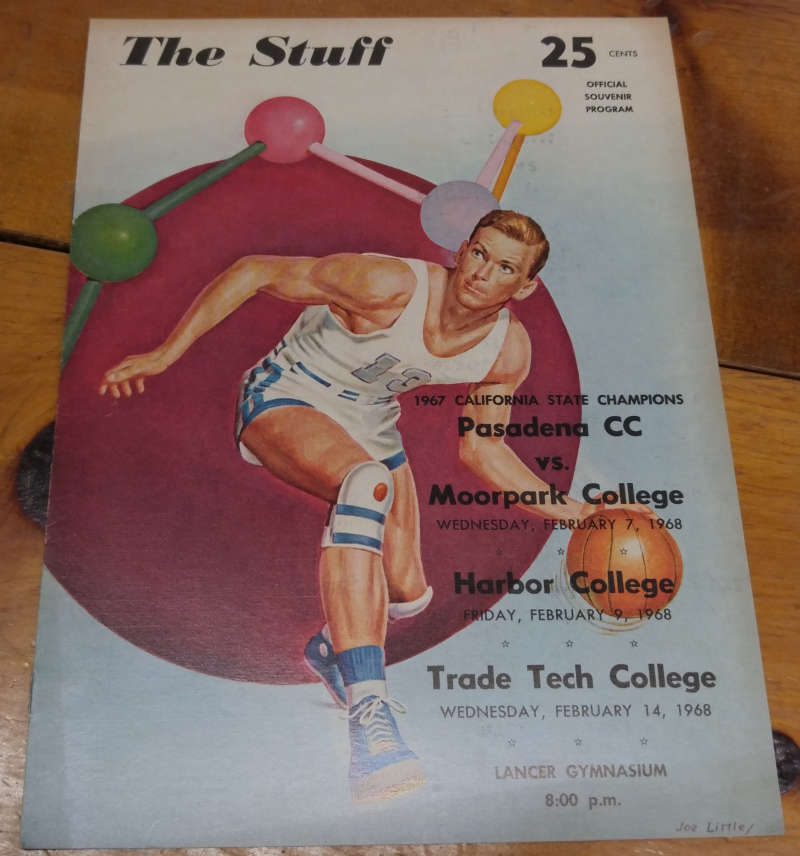 The Stuff
25 CENTS
OFFICIAL
SOUVENIR
PROGRAM
13
1967 CALIFORNIA STATE CHAMPIONS
Pasadena CC
vs.
Moorpark College
WEDNESDAY, FEBRUARY 7, 1968
Harbor College
FRIDAY, FEBRUARY 9, 1968
Trade Tech College
WEDNESDAY, FEBRUARY 14, 1968
LANCER GYMNASIUM
8:00 p.m.
Joe Little/